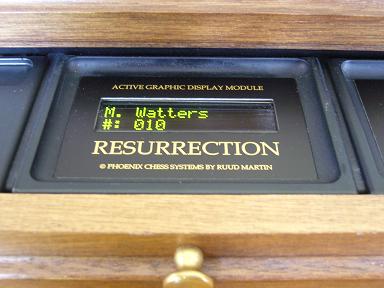 ACTIVE GRAPHIC DISPLAY MODULE
M. Watters
#: 010
RESURRECTION
© PHOENIX CHESS SYSTEMS BY RUUD MARTIN